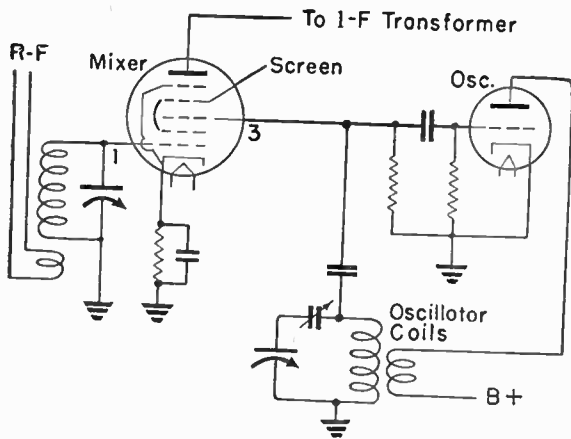 To I-F Transformer
R-F
Mixer
Screen
Osc.
1
3
Oscillator
Coils
B+